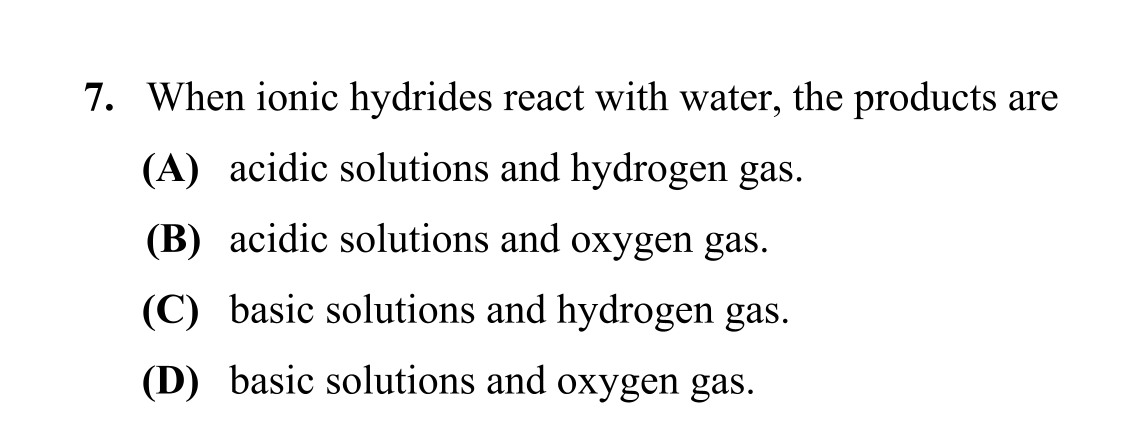 7. When ionic hydrides react with water, the products are
(A) acidic solutions and hydrogen gas.
(B) acidic solutions and oxygen gas.
(C) basic solutions and hydrogen gas.
(D) basic solutions and oxygen gas.